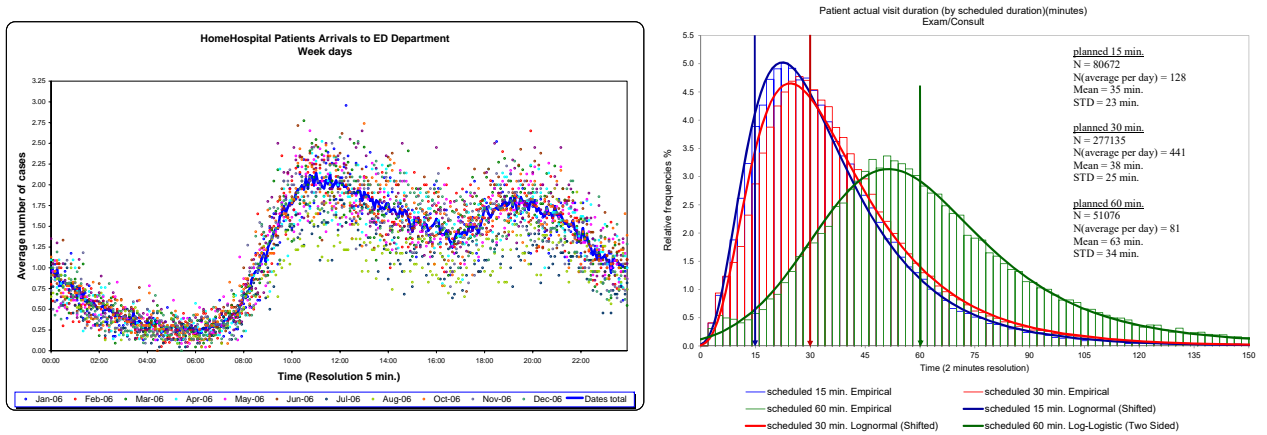 HomeHospital Patients Arrivals to ED Department
Week days
Average number of cases
3.25
3.00
2.75
2.50
2.25
2.00
1.75
1.50
1.25
1.00
0.75
0.50
0.25
0.00
00:00 02:00 04:00 06:00 08:00 10:00 12:00 14:00 16:00 18:00 20:00 22:00
Time (Resolution 5 min.)
Jan-06 Feb-06 Mar-06 Apr-06 May-06 Jun-06 Jul-06 Aug-06 Oct-06 Nov-06 Dec-06 Dates total
Patient actual visit duration (by scheduled duration)(minutes)
Exam/Consult
Relative frequencies %
5.5
5.0
4.5
4.0
3.5
3.0
2.5
2.0
1.5
1.0
0.5
0.0
planned 15 min.
N = 80672
N(average per day) = 128
Mean = 35 min.
STD = 23 min.
planned 30 min.
N = 277135
N(average per day) = 441
Mean = 38 min.
STD = 25 min.
planned 60 min.
N = 51076
N(average per day) = 81
Mean = 63 min.
STD = 34 min.
0 15 30 45 60 75 90 105 120 135 150
Time (2 minutes resolution)
scheduled 15 min. Empirical scheduled 30 min. Empirical
scheduled 60 min. Empirical scheduled 15 min. Lognormal (Shifted)
scheduled 30 min. Lognormal (Shifted) scheduled 60 min. Log-Logistic (Two Sided)